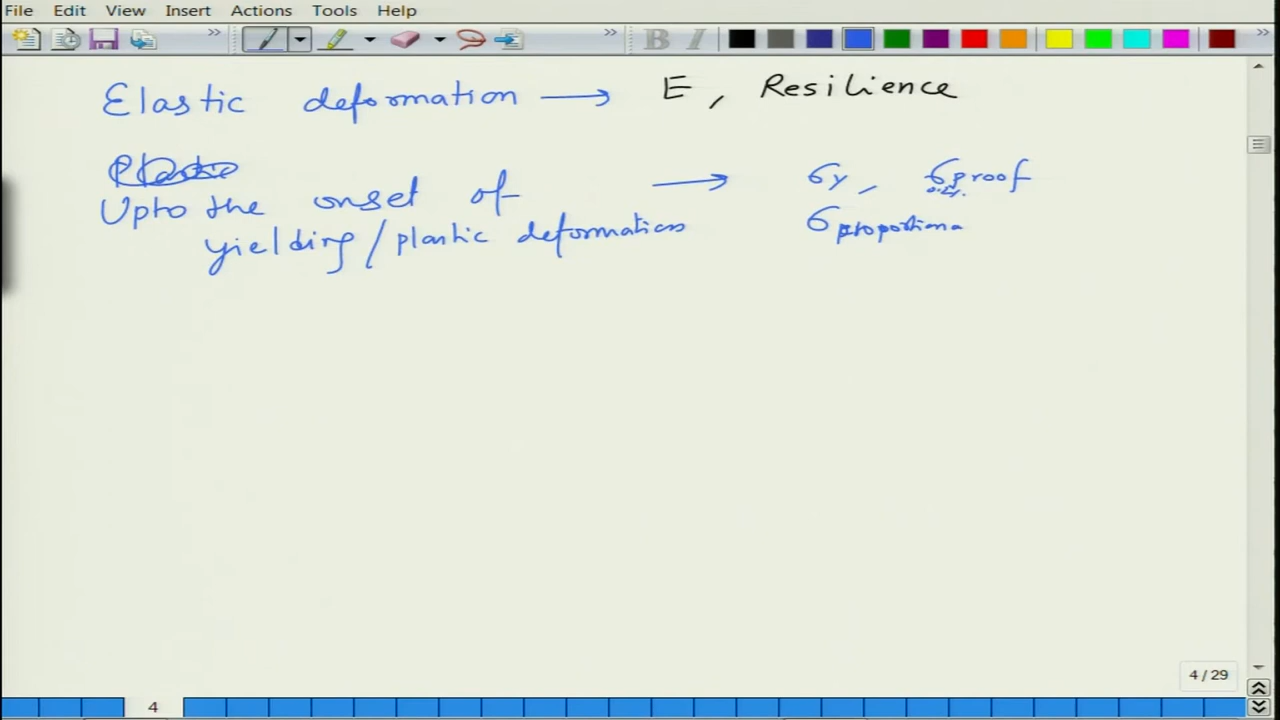 File Edit View Insert Actions Tools Help
B I
Elastic deformation → E, Resilience
Plastic
Upto the onset of → σy, σproof
yielding/plastic deformation σproportiona
4 / 29
4